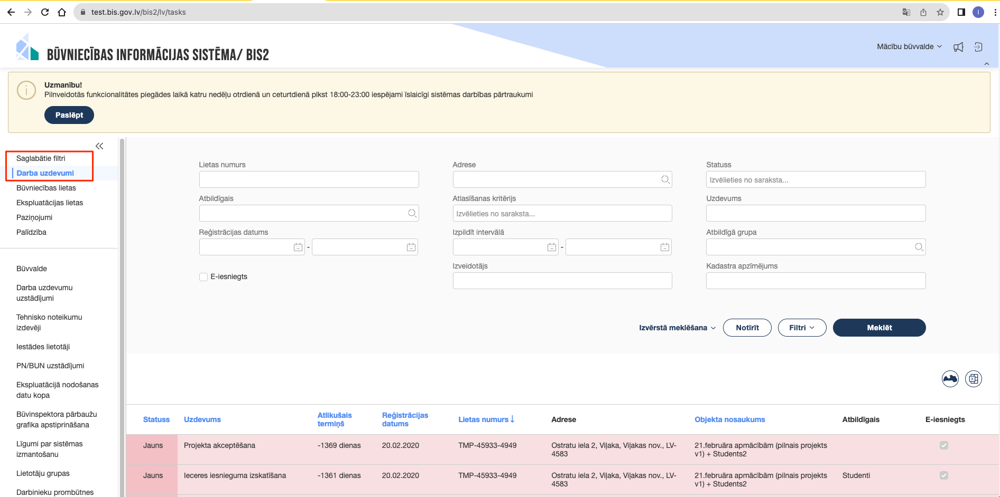 test.bis.gov.lv/bis2/lv/tasks
I
BŪVNIECĪBAS INFORMĀCIJAS SISTĒMA/ BIS2
Mācību būvvalde
Uzmanību!
Pilnveidotās funkcionalitātes piegādes laikā katru nedēļu otrdienā un ceturtdienā plkst 18:00-23:00 iespējami īslaicīgi sistēmas darbības pārtraukumi
Paslēpt
Saglabātie filtri
Darba uzdevumi
Būvniecības lietas
Ekspluatācijas lietas
Paziņojumi
Palīdzība
Būvvalde
Darba uzdevumu
uzstādījumi
Tehnisko noteikumu
izdevēji
Iestādes lietotāji
PN/BUN uzstādījumi
Ekspluatācijā nodošanas
datu kopa
Būvinspektora pārbaužu
grafika apstiprināšana
Līgumi par sistēmas
izmantošanu
Lietotāju grupas
Darbinieku prombūtnes
Lietas numurs
Adrese
Statuss
Izvēlieties no saraksta...
Atbildīgais
Atlasīšanas kritērijs
Uzdevums
Izvēlieties no saraksta...
Reģistrācijas datums
Izpildīt intervālā
Atbildīgā grupa
-
-
E-iesniegts
Izveidotājs
Kadastra apzīmējums
Izvērstā meklēšana
Notīrīt
Filtri
Meklēt
Statuss
Uzdevums
Atlikušais
termiņš
Reģistrācijas
datums
Lietas numurs
Adrese
Objekta nosaukums
Atbildīgais
E-iesniegts
Jauns
Projekta akceptēšana
-1369 dienas
20.02.2020
TMP-45933-4949
Ostratu iela 2, Viļaka, Viļakas nov., LV-
4583
21.februāra apmācībām (pilnais projekts
v1) + Students2
Jauns
Ieceres iesnieguma izskatīšana
-1361 dienas
20.02.2020
TMP-45933-4949
Ostratu iela 2, Viļaka, Viļakas nov., LV-
4583
21.februāra apmācībām (pilnais projekts
v1) + Students2
Studenti